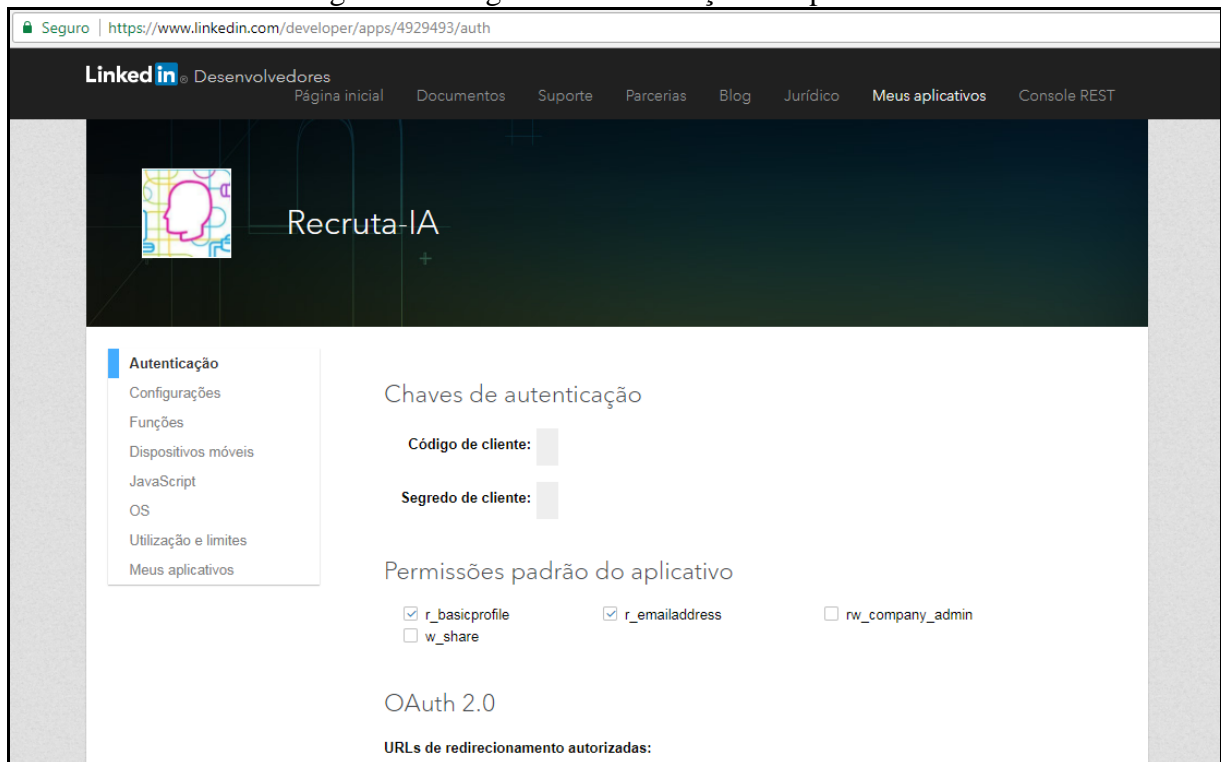 Seguro | https://www.linkedin.com/developer/apps/4929493/auth
Linked in ® Desenvolvedores
Página inicial Documentos Suporte Parcerias Blog Jurídico Meus aplicativos Console REST
Recruta-IA
Autenticação
Configurações
Funções
Dispositivos móveis
JavaScript
OS
Utilização e limites
Meus aplicativos
Chaves de autenticação
Código de cliente:
Segredo de cliente:
Permissões padrão do aplicativo
r_basicprofile r_emailaddress rw_company_admin
w_share
OAuth 2.0
URLs de redirecionamento autorizadas: